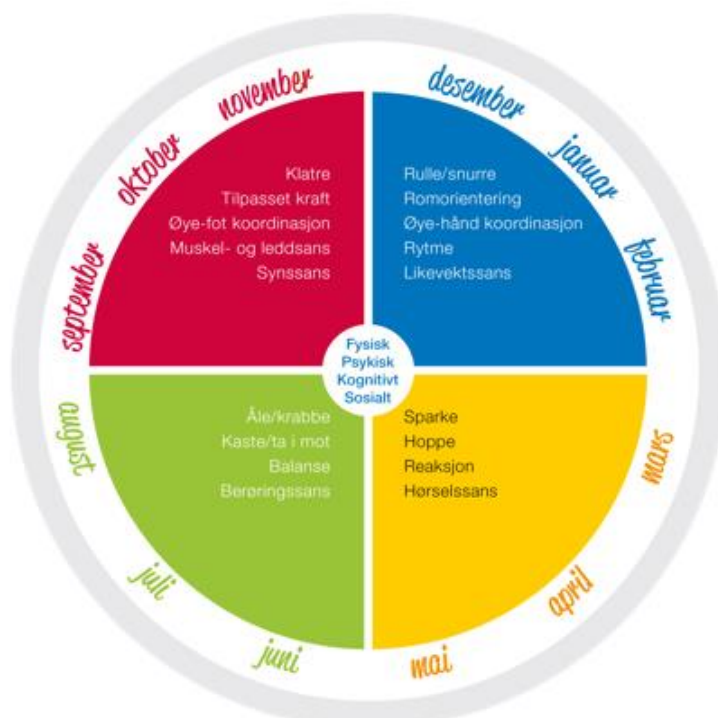 november
desember
oktober
januar
september
februar
Klatre
Tilpasset kraft
Øye-fot koordinasjon
Muskel- og leddsans
Synssans
Rulle/snurre
Romorientering
Øye-hånd koordinasjon
Rytme
Likevektssans
Fysisk
Psykisk
Kognitivt
Sosialt
Åle/krabbe
Kaste/ta i mot
Balanse
Berøringssans
Sparke
Hoppe
Reaksjon
Hørselssans
august
mars
juli
april
juni
mai